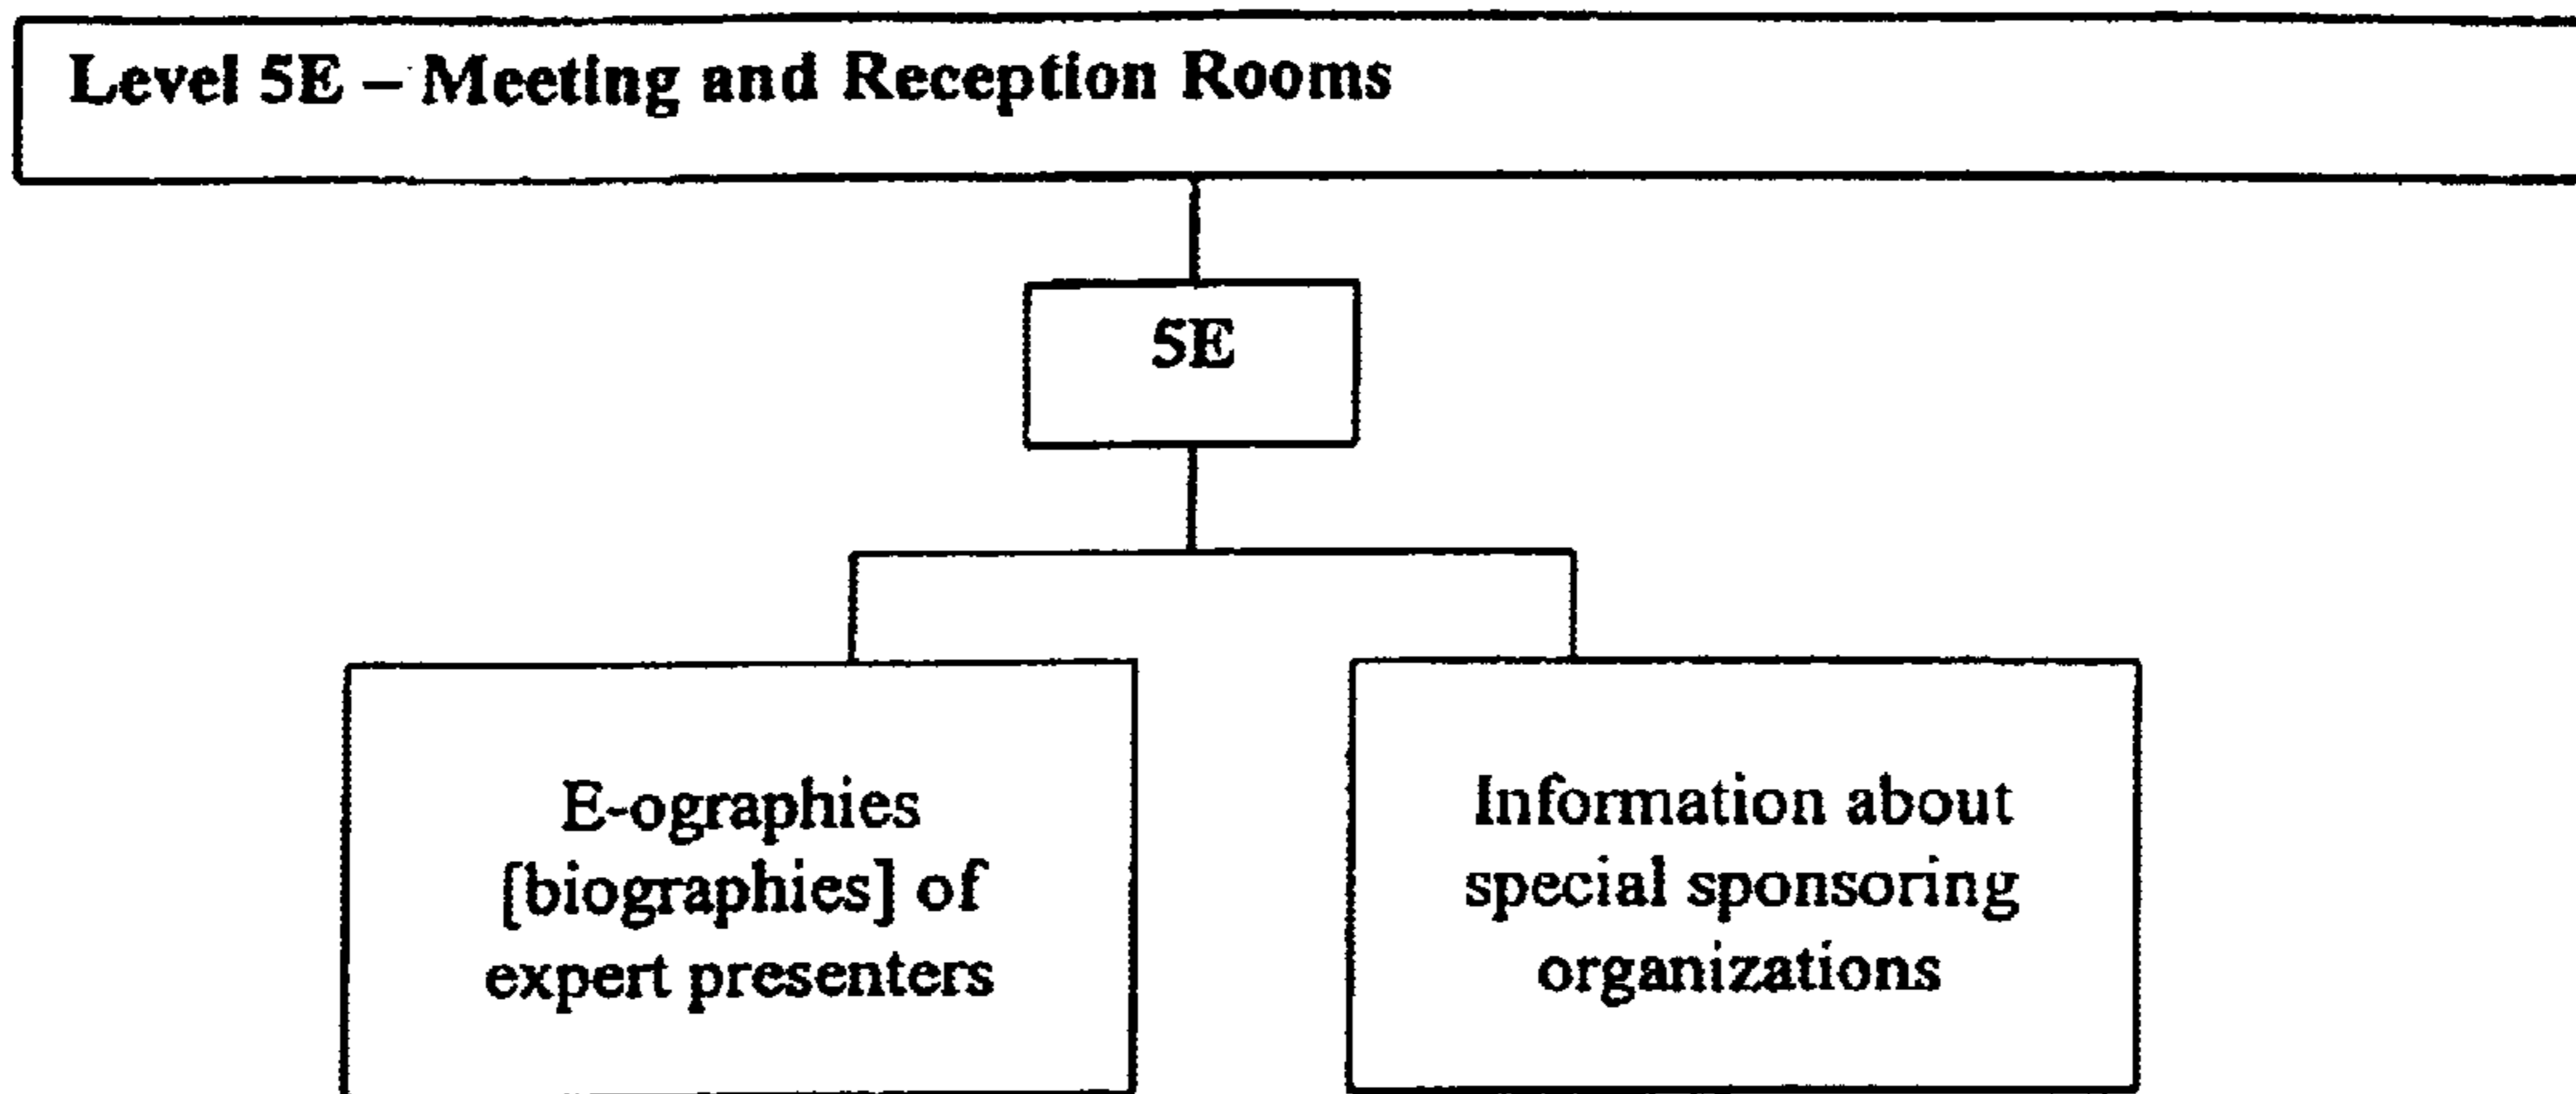 Level 5E – Meeting and Reception Rooms
5E
E-ographies
[biographies] of
expert presenters
Information about
special sponsoring
organizations